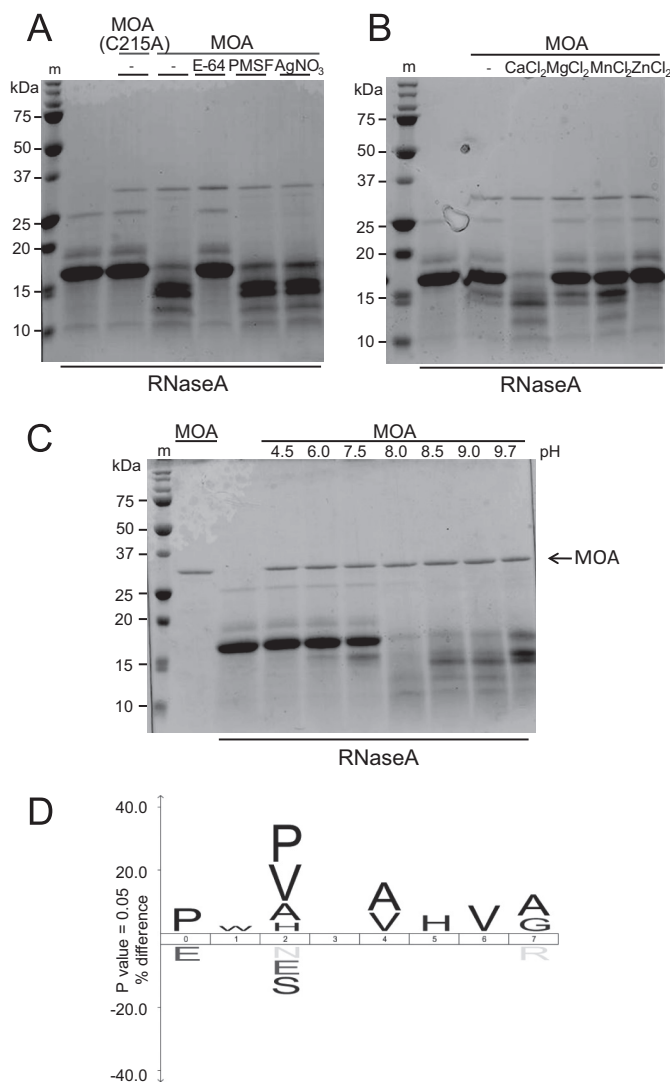 A
MOA
(C215A)
MOA
- - E-64 PMSF AgNO3
m
kDa
75
50
37
25
20
15
10
RNaseA
B
MOA
m - CaCl2 MgCl2 MnCl2 ZnCl2
kDa
75
50
37
25
20
15
10
RNaseA
C
MOA MOA
m 4.5 6.0 7.5 8.0 8.5 9.0 9.7 pH
kDa
75
50
37
25
20
15
10
←MOA
RNaseA
D
40.0
20.0
-20.0
-40.0
P value = 0.05
% difference
P
V
A
H
P W A V H V A G
0 1 2 3 4 5 6 7
E N R
E
S